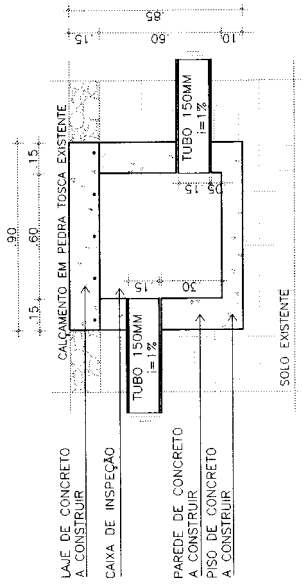 LAJE DE CONCRETO
A CONSTRUIR
CAIXA DE INSPEÇÃO
PAREDE DE CONCRETO
A CONSTRUIR
PISO DE CONCRETO
A CONSTRUIR
.90
.15
.60
.15
CALÇAMENTO EM PEDRA TOSCA EXISTENTE
TUBO 150MM
i=1%
15
30
TUBO 150MM
i=1%
15
05
SOLO EXISTENTE
.15
.60
.10
.85